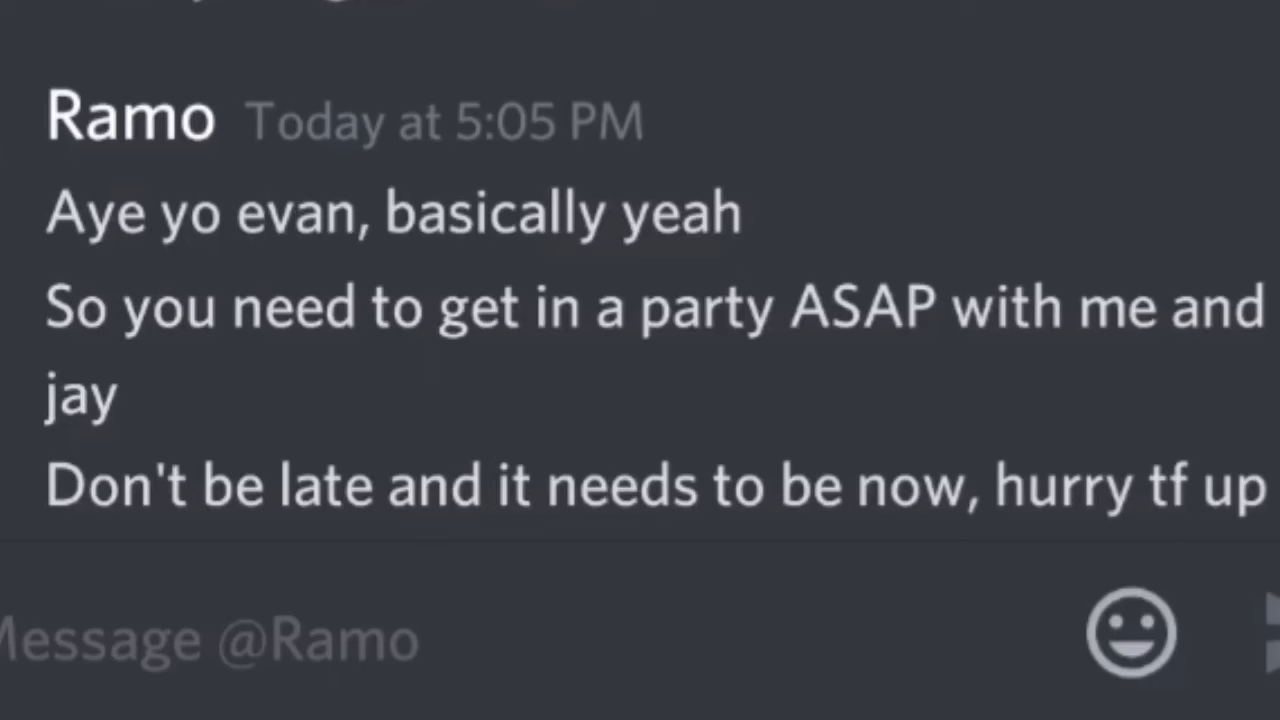 Ramo Today at 5:05 PM
Aye yo evan, basically yeah
So you need to get in a party ASAP with me and
jay
Don't be late and it needs to be now, hurry tf up
Message @Ramo